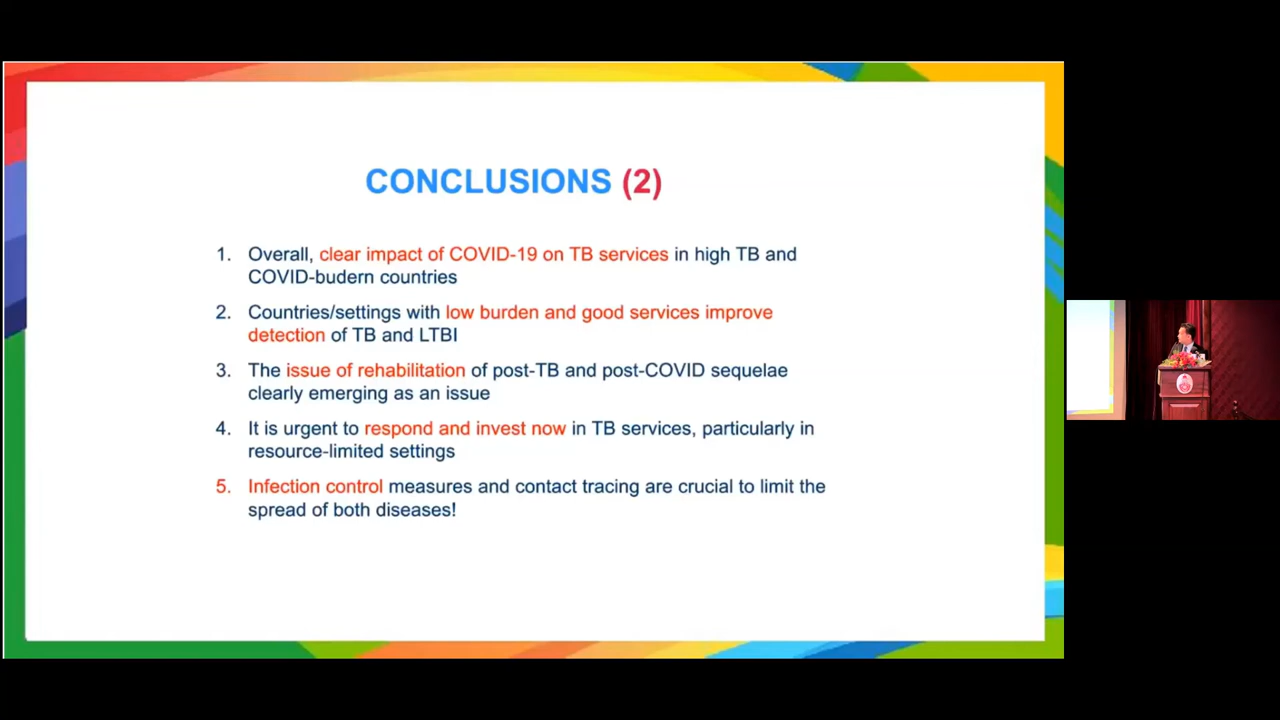 CONCLUSIONS (2)
1. Overall, clear impact of COVID-19 on TB services in high TB and
COVID-budern countries
2. Countries/settings with low burden and good services improve
detection of TB and LTBI
3. The issue of rehabilitation of post-TB and post-COVID sequelae
clearly emerging as an issue
4. It is urgent to respond and invest now in TB services, particularly in
resource-limited settings
5. Infection control measures and contact tracing are crucial to limit the
spread of both diseases!